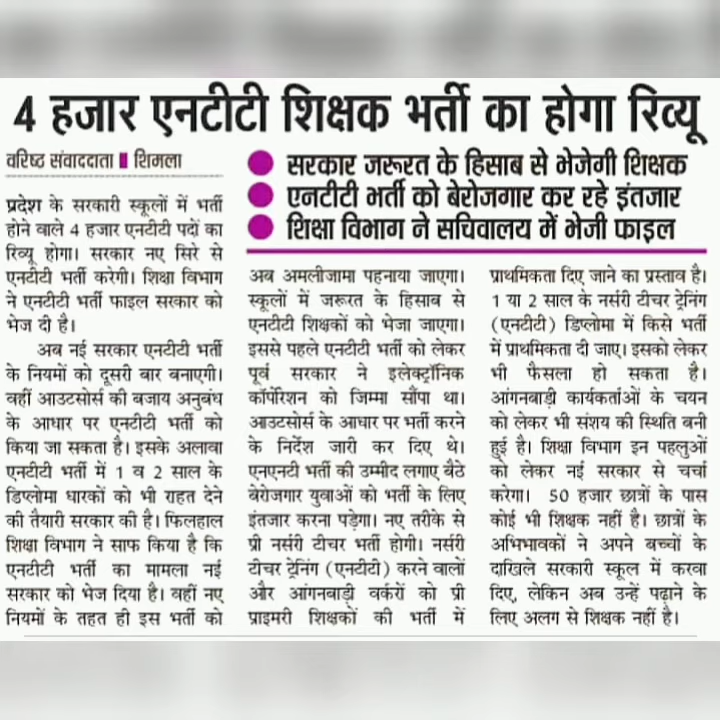 4 हजार एनटीटी शिक्षक भर्ती का होगा रिव्यू
वरिष्ठ संवाददाता ▮ शिमला
● सरकार जरूरत के हिसाब से भेजेगी शिक्षक
● एनटीटी भर्ती को बेरोजगार कर रहे इंतजार
● शिक्षा विभाग ने सचिवालय में भेजी फाइल
प्रदेश के सरकारी स्कूलों में भर्ती
होने वाले 4 हजार एनटीटी पदों का
रिव्यू होगा। सरकार नए सिरे से
एनटीटी भर्ती करेगी। शिक्षा विभाग
ने एनटीटी भर्ती फाइल सरकार को
भेज दी है।
अब नई सरकार एनटीटी भर्ती
के नियमों को दूसरी बार बनाएगी।
वहीं आउटसोर्स की बजाय अनुबंध
के आधार पर एनटीटी भर्ती को
किया जा सकता है। इसके अलावा
एनटीटी भर्ती में 1 व 2 साल के
डिप्लोमा धारकों को भी राहत देने
की तैयारी सरकार की है। फिलहाल
शिक्षा विभाग ने साफ किया है कि
एनटीटी भर्ती का मामला नई
सरकार को भेज दिया है। वहीं नए
नियमों के तहत ही इस भर्ती को
अब अमलीजामा पहनाया जाएगा।
स्कूलों में जरूरत के हिसाब से
एनटीटी शिक्षकों को भेजा जाएगा।
इससे पहले एनटीटी भर्ती को लेकर
पूर्व सरकार ने इलेक्ट्रॉनिक
कॉर्पोरेशन को जिम्मा सौंपा था।
आउटसोर्स के आधार पर भर्ती करने
के निर्देश जारी कर दिए थे।
एनएनटी भर्ती की उम्मीद लगाए बैठे
बेरोजगार युवाओं को भर्ती के लिए
इंतजार करना पड़ेगा। नए तरीके से
प्री नर्सरी टीचर भर्ती होगी। नर्सरी
टीचर ट्रेनिंग (एनटीटी) करने वालों
और आंगनबाड़ी वर्करों को प्री
प्राइमरी शिक्षकों की भर्ती में
प्राथमिकता दिए जाने का प्रस्ताव है।
1 या 2 साल के नर्सरी टीचर ट्रेनिंग
(एनटीटी) डिप्लोमा में किसे भर्ती
में प्राथमिकता दी जाए। इसको लेकर
भी फैसला हो सकता है।
आंगनबाड़ी कार्यकर्ताओं के चयन
को लेकर भी संशय की स्थिति बनी
हुई है। शिक्षा विभाग इन पहलुओं
को लेकर नई सरकार से चर्चा
करेगा। 50 हजार छात्रों के पास
कोई भी शिक्षक नहीं है। छात्रों के
अभिभावकों ने अपने बच्चों के
दाखिले सरकारी स्कूल में करवा
दिए, लेकिन अब उन्हें पढ़ाने के
लिए अलग से शिक्षक नहीं है।